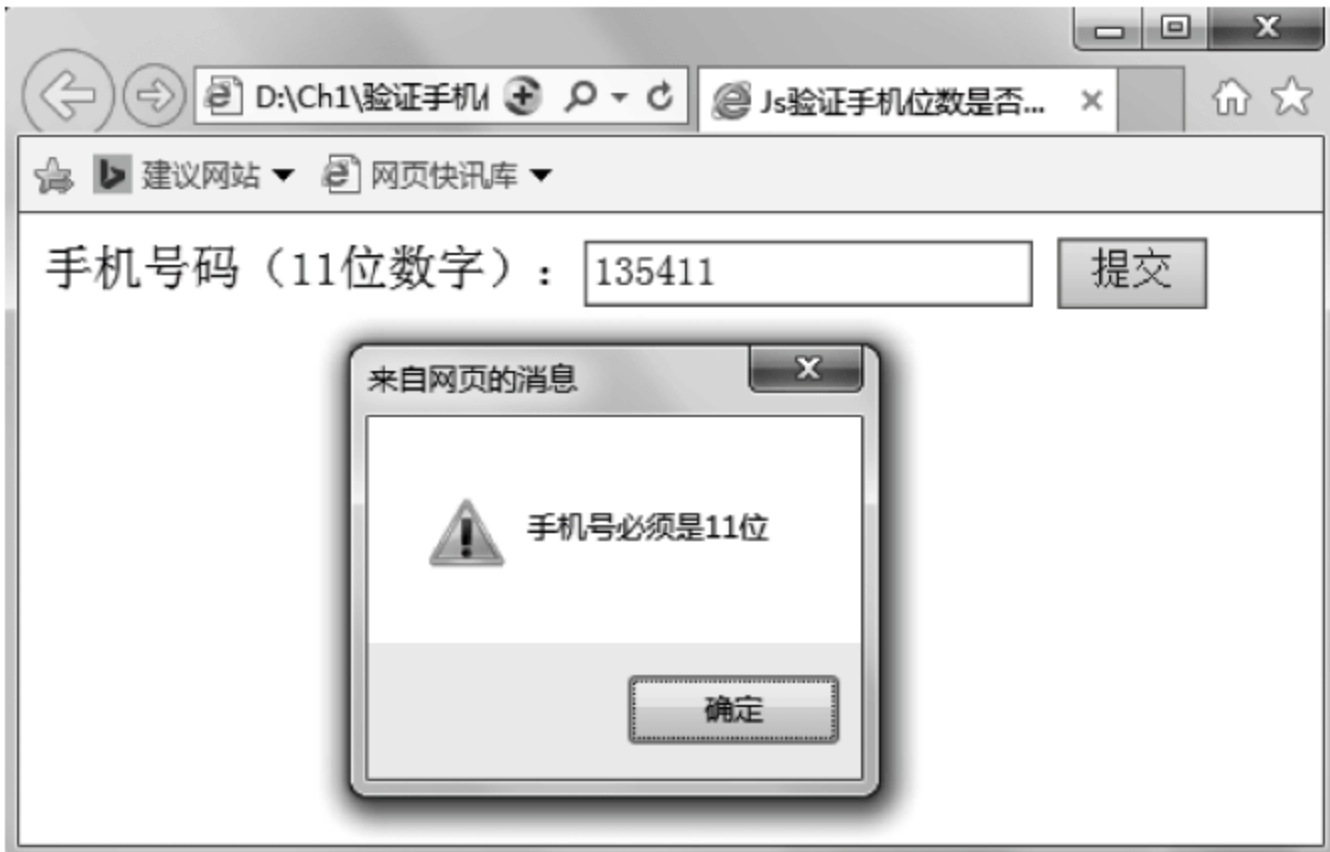 D:\Ch1\验证手机 Js验证手机位数是否...
建议网站 网页快讯库
手机号码（11位数字）： 135411 提交
来自网页的消息
手机号必须是11位
确定